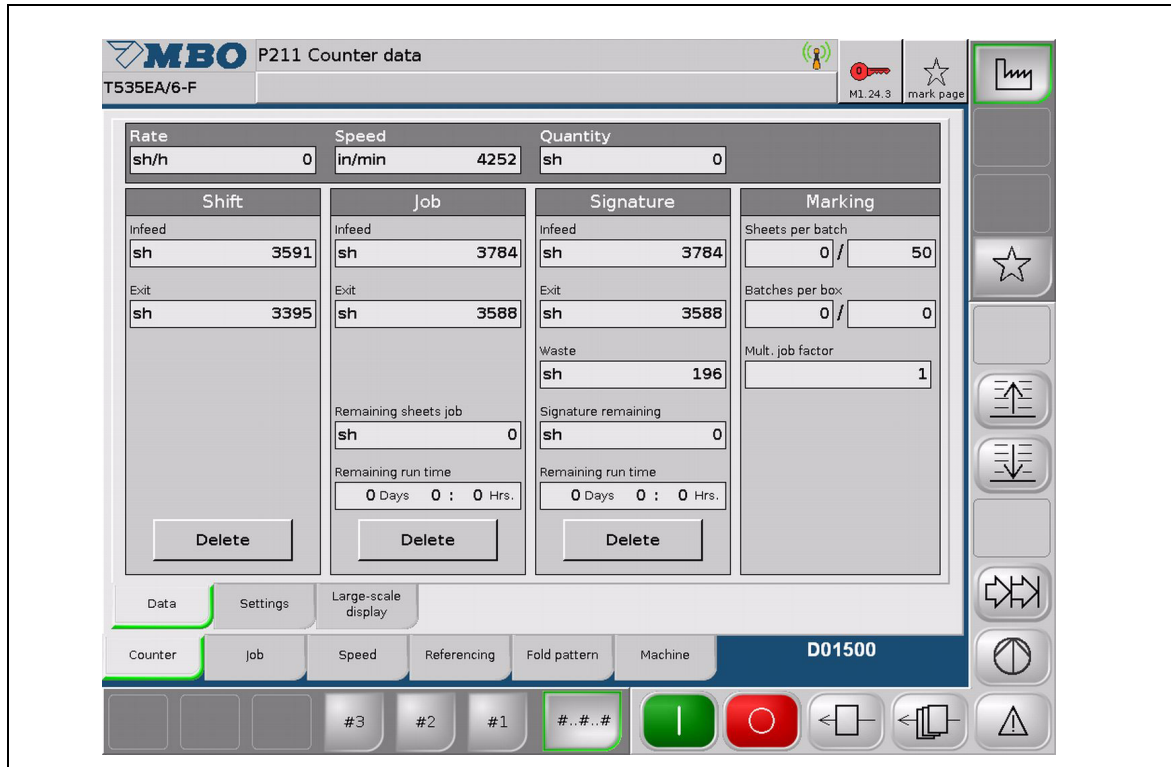 MBO P211 Counter data
T535EA/6-F
0
M1.24.3 mark page
Rate Speed Quantity
sh/h 0 in/min 4252 sh 0
Shift Job Signature Marking
Infeed Infeed Infeed Sheets per batch
sh 3591 sh 3784 sh 3784 0 / 50
Exit Exit Exit Batches per box
sh 3395 sh 3588 sh 3588 0 / 0
Waste Mult. job factor
sh 196 1
Remaining sheets job Signature remaining
sh 0 sh 0
Remaining run time Remaining run time
0 Days 0 : 0 Hrs. 0 Days 0 : 0 Hrs.
Delete Delete Delete
Data Settings Large-scale
display
Counter Job Speed Referencing Fold pattern Machine D01500
#3 #2 #1 #..#..#